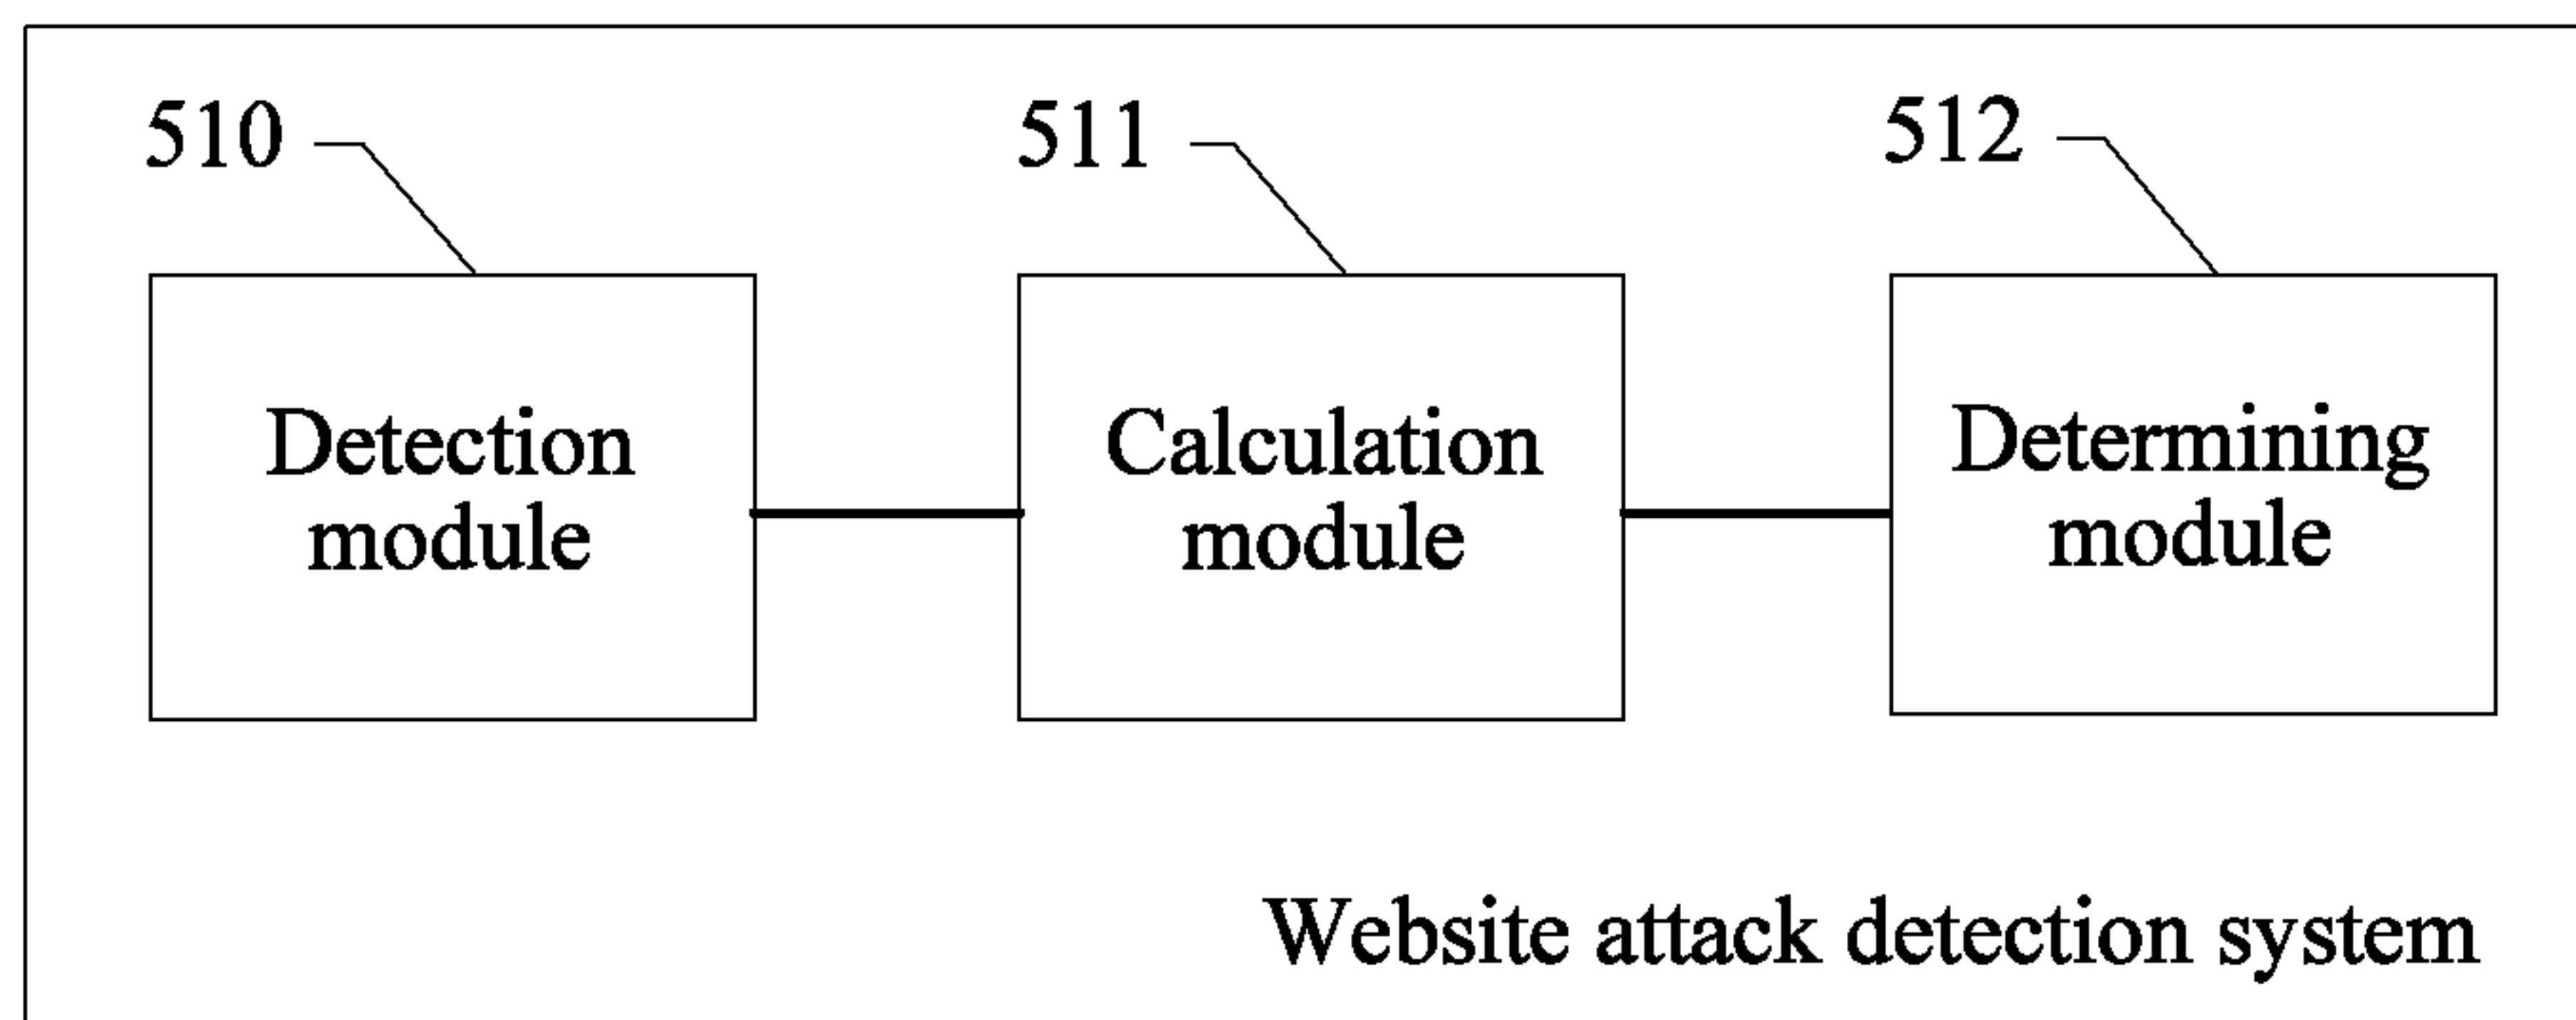 510
511
512
Detection
module
Calculation
module
Determining
module
Website attack detection system